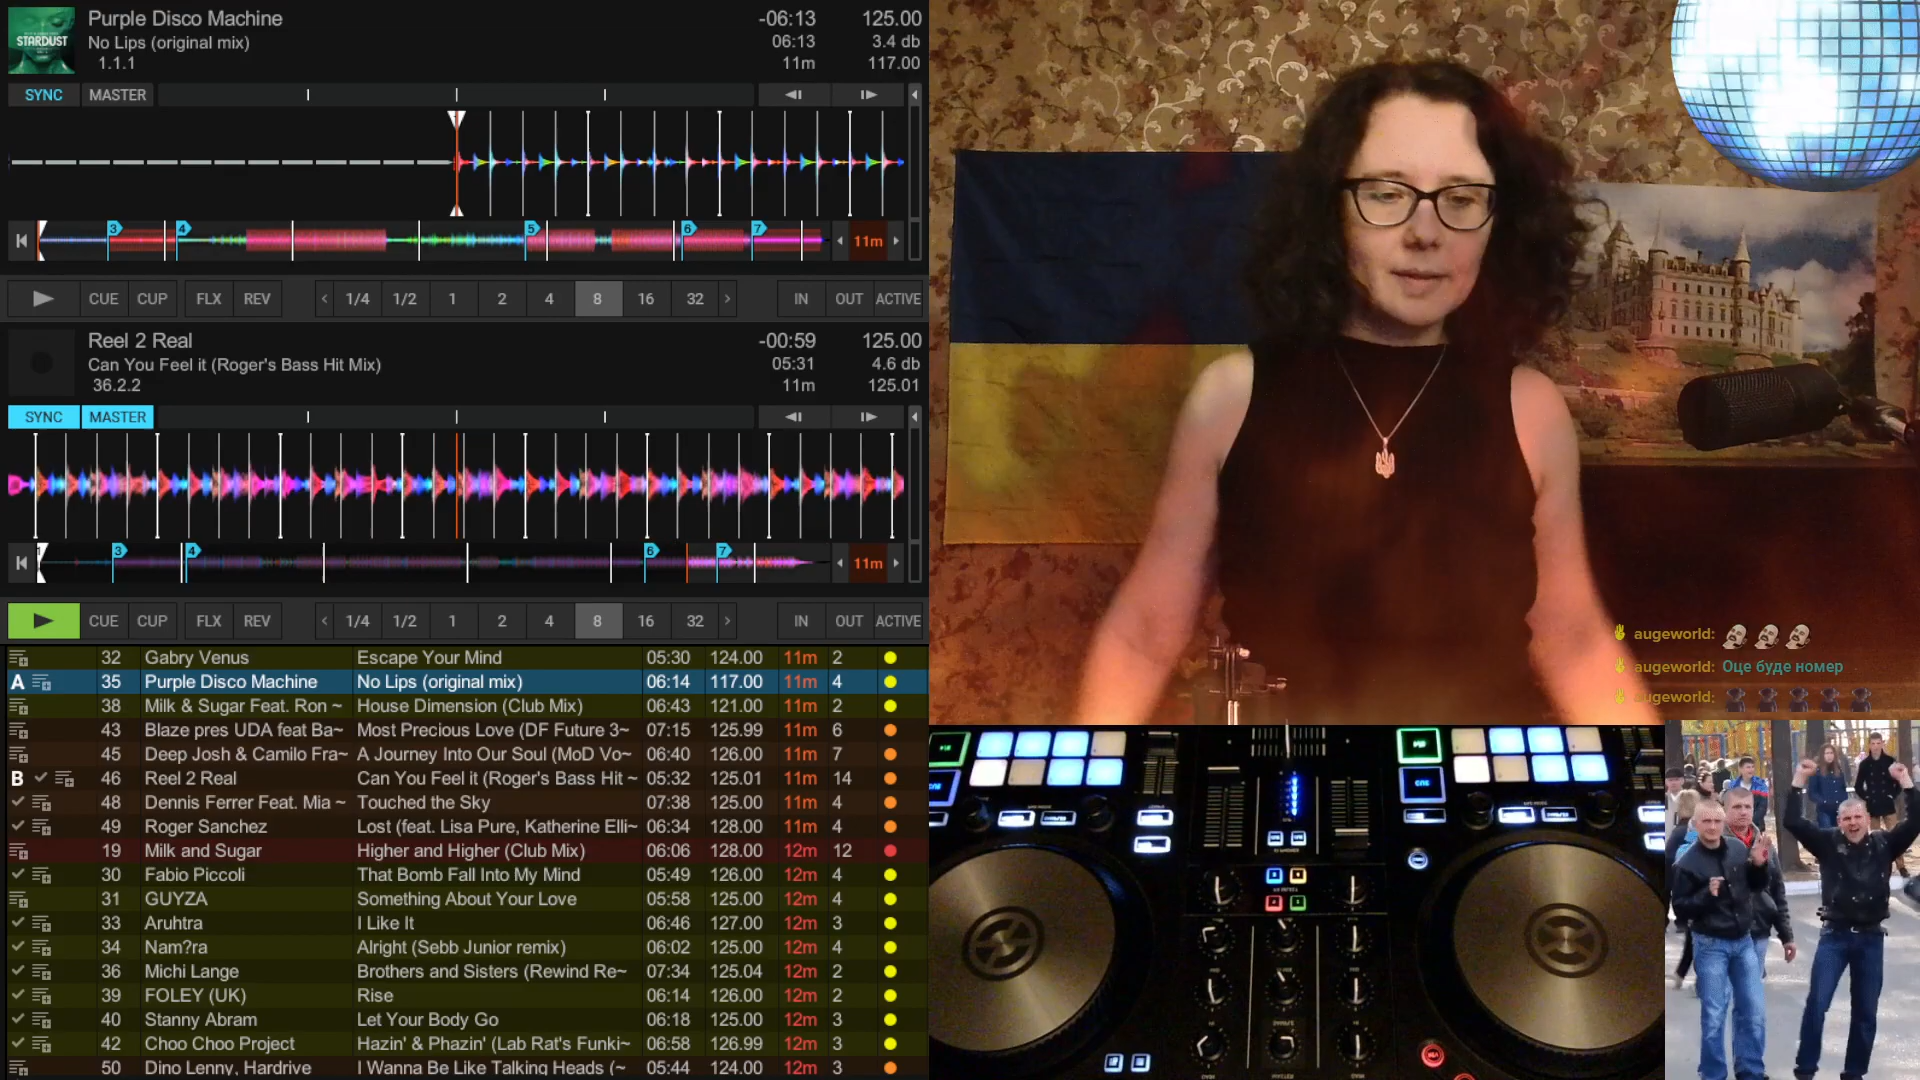 STARDUST
Purple Disco Machine
No Lips (original mix)
1.1.1
-06:13 125.00
06:13 3.4 db
11m 117.00
SYNC MASTER
3 4 5 6 7 11m
CUE CUP FLX REV 1/4 1/2 1 2 4 8 16 32 IN OUT ACTIVE
Reel 2 Real
Can You Feel it (Roger's Bass Hit Mix)
36.2.2
-00:59 125.00
05:31 4.6 db
11m 125.01
SYNC MASTER
1 3 4 6 7 11m
CUE CUP FLX REV 1/4 1/2 1 2 4 8 16 32 IN OUT ACTIVE
32 Gabry Venus Escape Your Mind 05:30 124.00 11m 2
A 35 Purple Disco Machine No Lips (original mix) 06:14 117.00 11m 4
38 Milk & Sugar Feat. Ron ~ House Dimension (Club Mix) 06:43 121.00 11m 2
43 Blaze pres UDA feat Ba~ Most Precious Love (DF Future 3~ 07:15 125.99 11m 6
45 Deep Josh & Camilo Fra~ A Journey Into Our Soul (MoD Vo~ 06:40 126.00 11m 7
B 46 Reel 2 Real Can You Feel it (Roger's Bass Hit ~ 05:32 125.01 11m 14
48 Dennis Ferrer Feat. Mia ~ Touched the Sky 07:38 125.00 11m 4
49 Roger Sanchez Lost (feat. Lisa Pure, Katherine Elli~ 06:34 128.00 11m 4
19 Milk and Sugar Higher and Higher (Club Mix) 06:06 128.00 12m 12
30 Fabio Piccoli That Bomb Fall Into My Mind 05:49 126.00 12m 4
31 GUYZA Something About Your Love 05:58 125.00 12m 4
33 Aruhtra I Like It 06:46 127.00 12m 3
34 Nam?ra Alright (Sebb Junior remix) 06:02 125.00 12m 4
36 Michi Lange Brothers and Sisters (Rewind Re~ 07:34 125.04 12m 2
39 FOLEY (UK) Rise 06:14 126.00 12m 2
40 Stanny Abram Let Your Body Go 06:18 125.00 12m 3
42 Choo Choo Project Hazin' & Phazin' (Lab Rat's Funki~ 06:58 126.99 12m 3
50 Dino Lenny, Hardrive I Wanna Be Like Talking Heads (~ 05:44 124.00 12m 3
augeworld:
augeworld: Оце буде номер
augeworld: